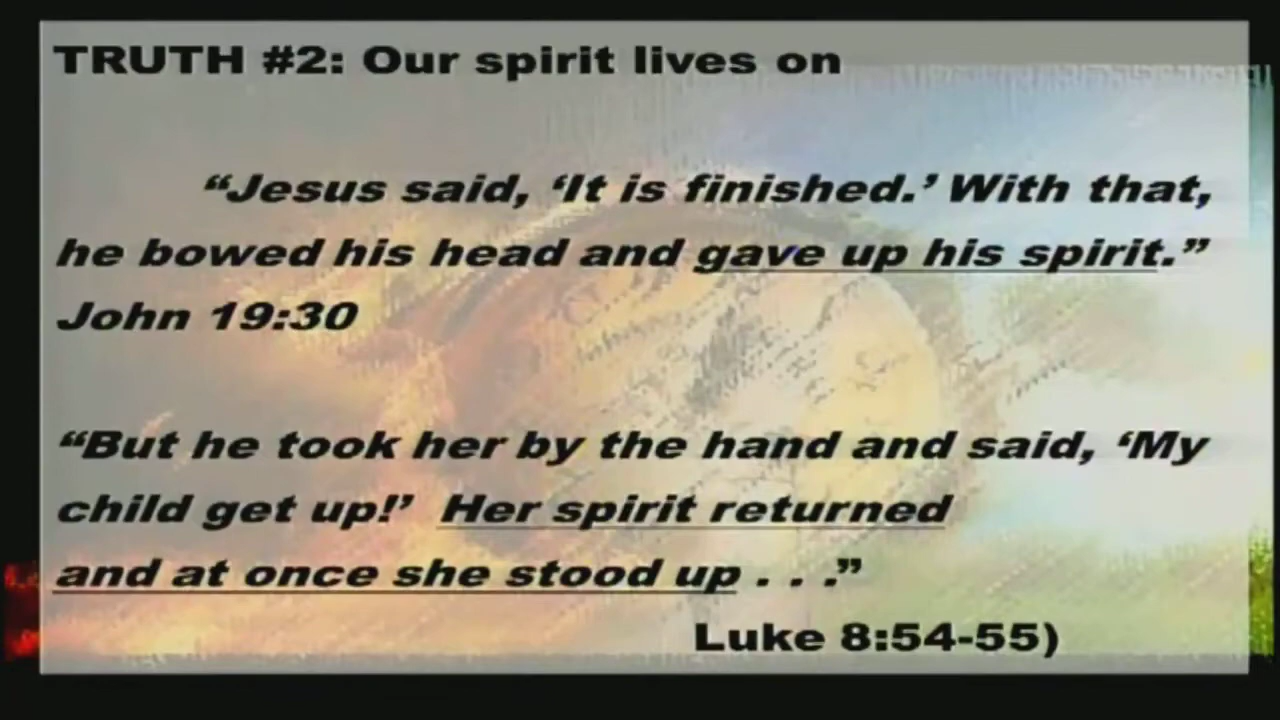 TRUTH #2: Our spirit lives on
“Jesus said, ‘It is finished.’ With that,
he bowed his head and gave up his spirit.”
John 19:30
“But he took her by the hand and said, ‘My
child get up!’ Her spirit returned
and at once she stood up . . .”
Luke 8:54-55)